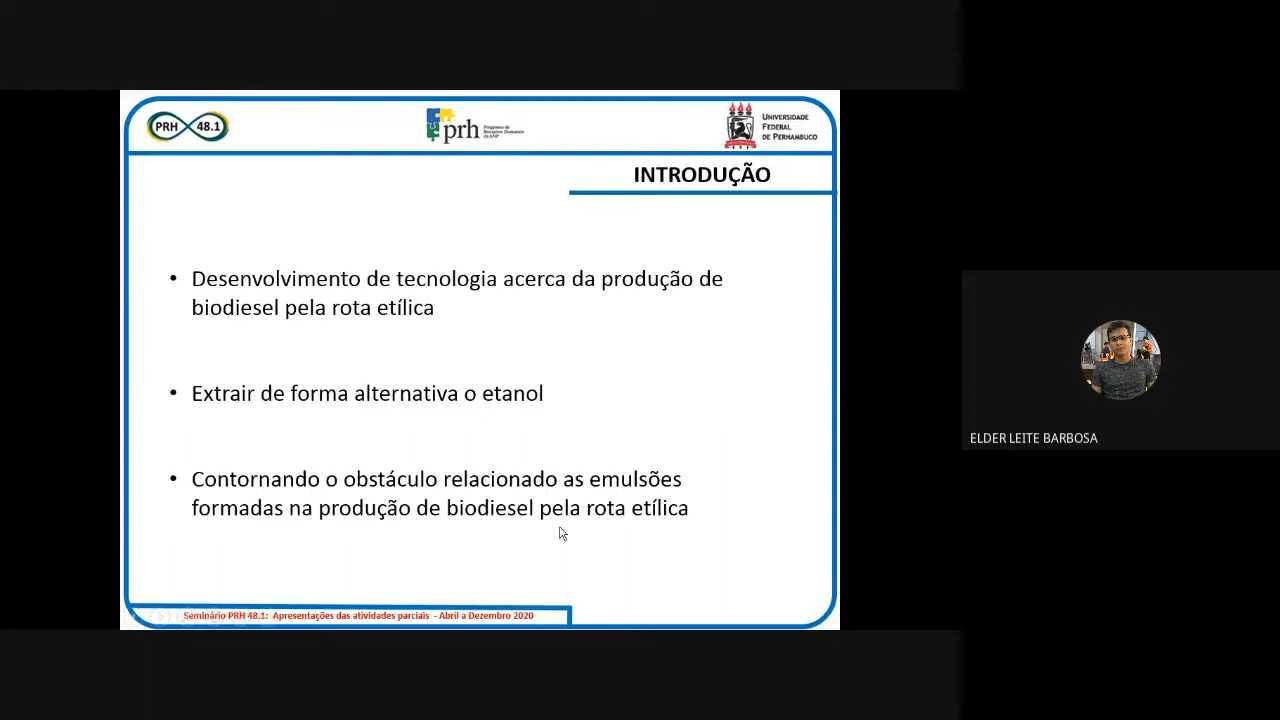 PRH 48.1
prh
Programa de
Recursos Humanos
da ANP
UNIVERSIDADE
FEDERAL
DE PERNAMBUCO
INTRODUÇÃO
• Desenvolvimento de tecnologia acerca da produção de
biodiesel pela rota etílica
• Extrair de forma alternativa o etanol
• Contornando o obstáculo relacionado as emulsões
formadas na produção de biodiesel pela rota etílica
ELDER LEITE BARBOSA
Seminário PRH 48.1: Apresentações das atividades parciais - Abril a Dezembro 2020